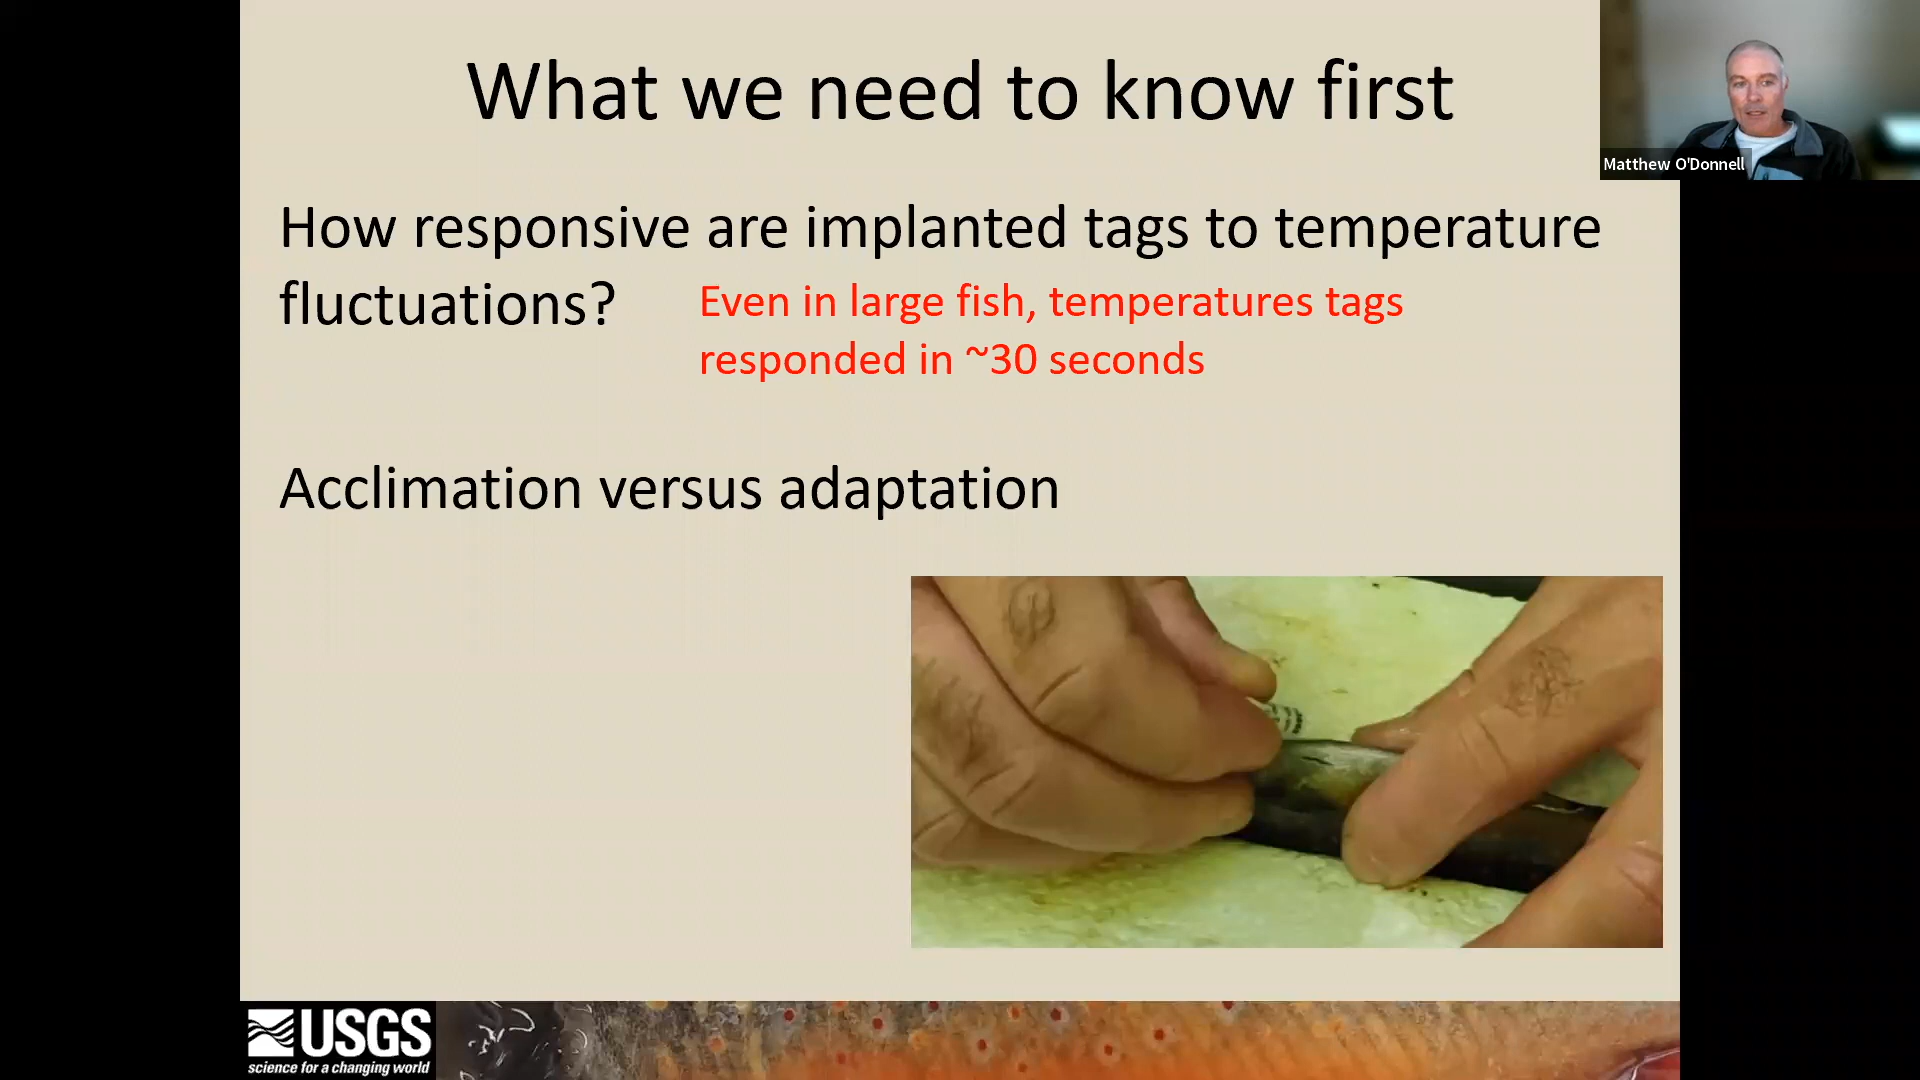 What we need to know first
Matthew O'Donnell
How responsive are implanted tags to temperature
fluctuations?
Even in large fish, temperatures tags
responded in ~30 seconds
Acclimation versus adaptation
USGS
science for a changing world